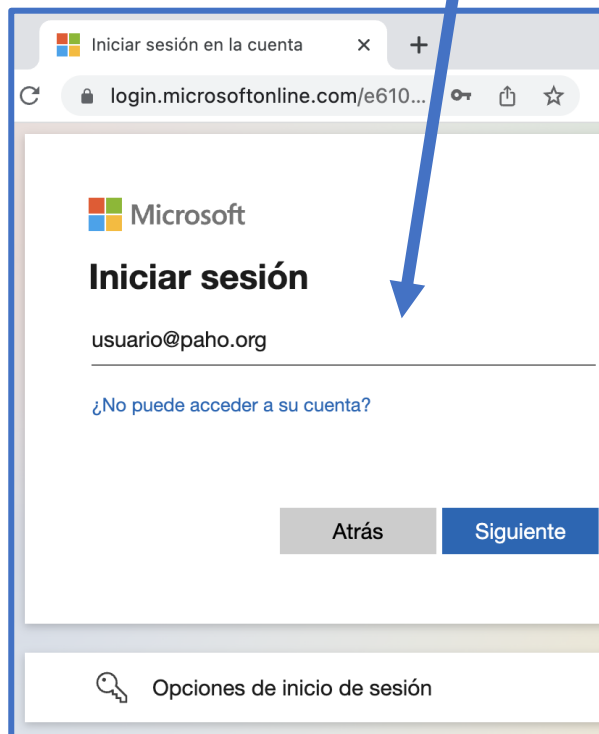 Iniciar sesión en la cuenta
login.microsoftonline.com/e610...
Microsoft
Iniciar sesión
usuario@paho.org
¿No puede acceder a su cuenta?
Atrás Siguiente
Opciones de inicio de sesión